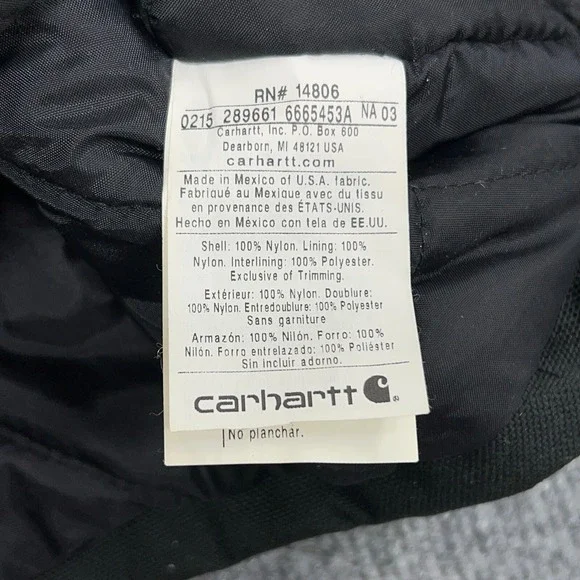 RN# 14806
0215 289661 6665453A NA 03
Carhartt, Inc. P.O. Box 600
Dearborn, MI 48121 USA
carhartt.com
Made in Mexico of U.S.A. fabric.
Fabriqué au Mexique avec du tissu
en provenance des ÉTATS-UNIS.
Hecho en México con tela de EE.UU.
Shell: 100% Nylon. Lining: 100%
Nylon. Interlining: 100% Polyester.
Exclusive of Trimming.
Extérieur: 100% Nylon. Doublure:
100% Nylon. Entredoublure: 100% Polyester
Sans garniture
Armazón: 100% Nilón. Forro: 100%
Nilón. Forro entrelazado: 100% Poliéster
Sin incluir adorno.
carhartt ®
No planchar.